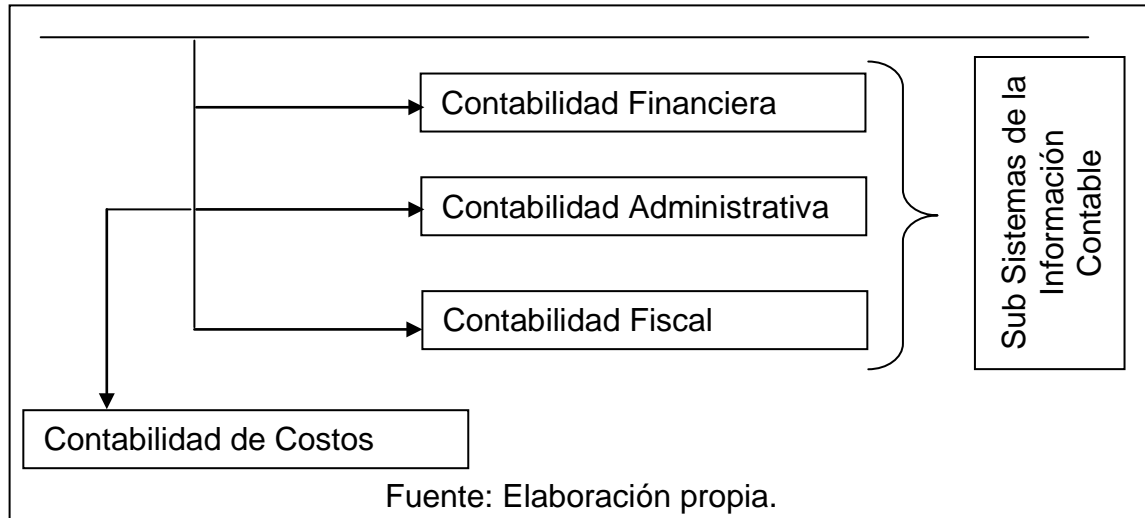 Contabilidad Financiera
Contabilidad Administrativa
Contabilidad Fiscal
Sub Sistemas de la
Información
Contable
Contabilidad de Costos
Fuente: Elaboración propia.